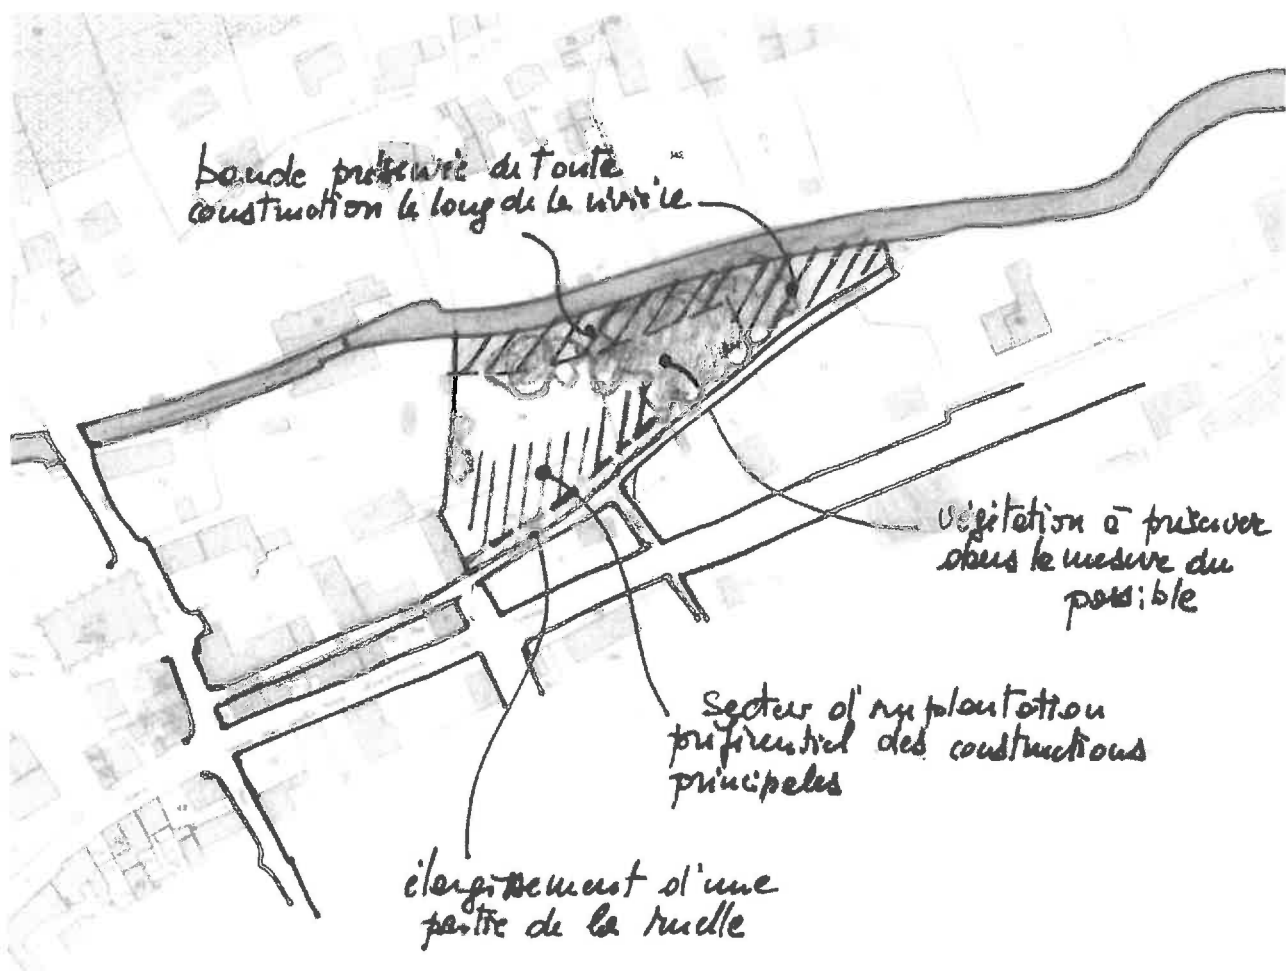 bande préservée de toute
construction le long de la rivière
végétation à préserver
dans la mesure du
possible
Secteur d'implantation
préférentiel des constructions
principales
élargissement d'une
partie de la ruelle